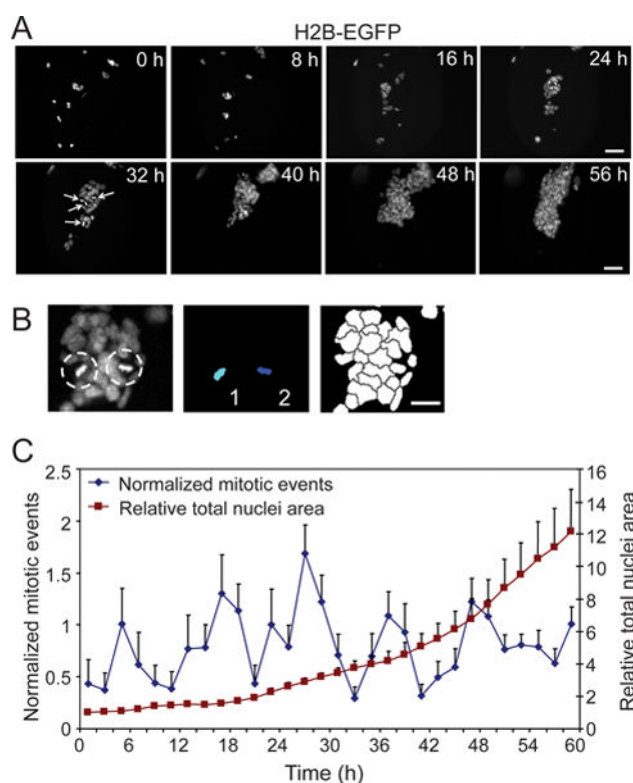 A
H2B-EGFP
0 h
8 h
16 h
24 h
32 h
40 h
48 h
56 h
B
1
2
C
Normalized mitotic events
Relative total nuclei area
2.5
2
1.5
1
0.5
0
Normalized mitotic events
16
14
12
10
8
6
4
2
0
Relative total nuclei area
0 6 12 18 24 30 36 42 48 54 60
Time (h)